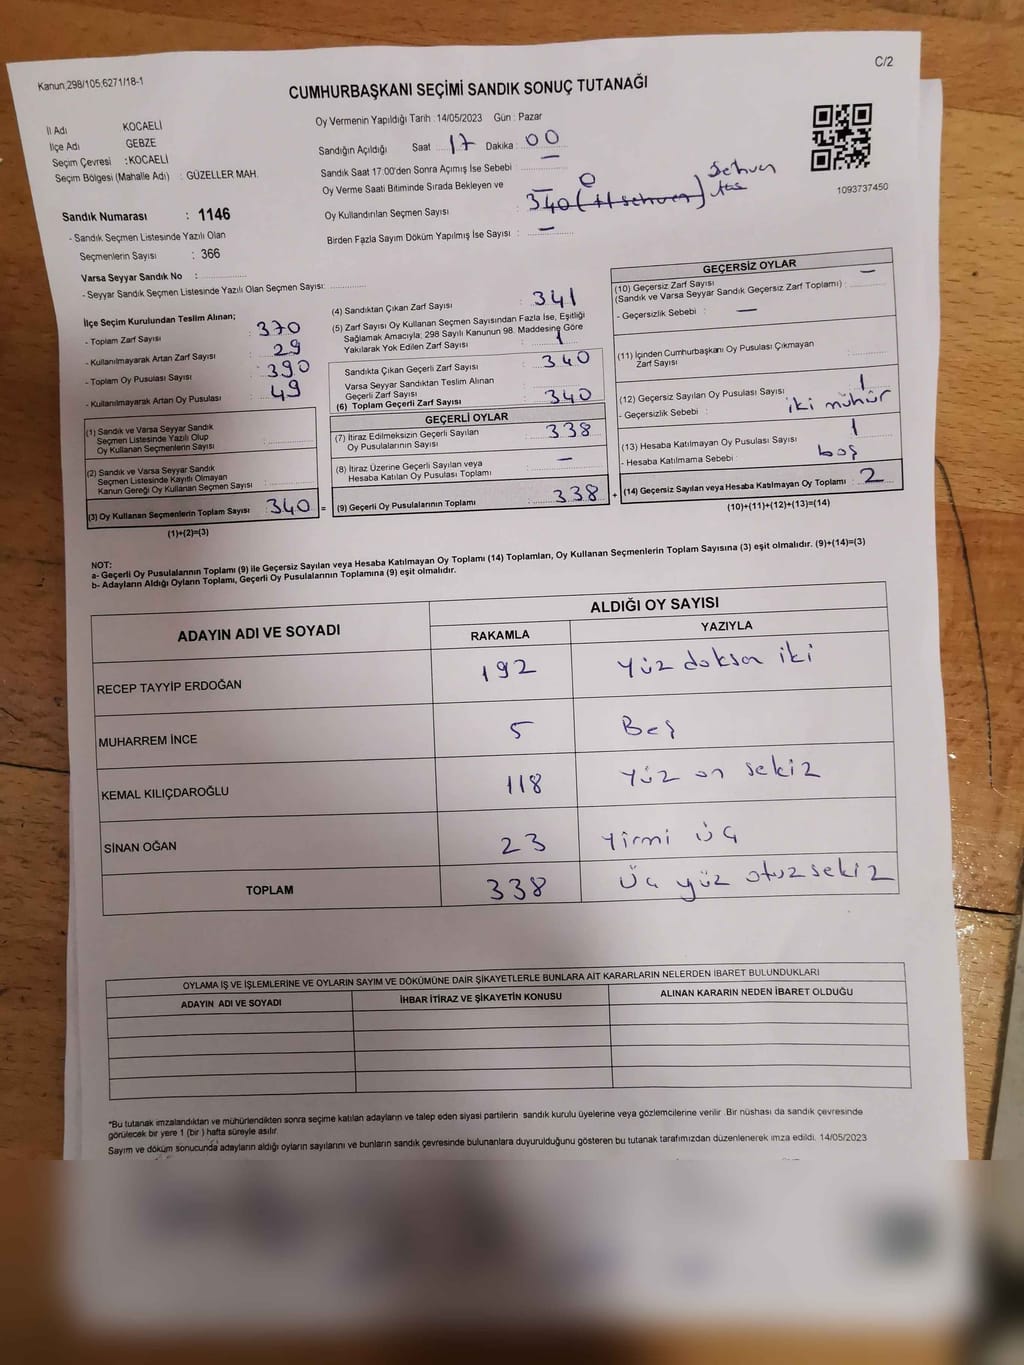 Kanun;298/105;6271/18-1
C/2
CUMHURBAŞKANI SEÇİMİ SANDIK SONUÇ TUTANAĞI
İl Adı KOCAELİ
İlçe Adı GEBZE
Seçim Çevresi :KOCAELİ
Seçim Bölgesi (Mahalle Adı) : GÜZELLER MAH.
Sandık Numarası : 1146
- Sandık Seçmen Listesinde Yazılı Olan
Seçmenlerin Sayısı : 366
Varsa Seyyar Sandık No :
- Seyyar Sandık Seçmen Listesinde Yazılı Olan Seçmen Sayısı:
Oy Vermenin Yapıldığı Tarih : 14/05/2023 Gün : Pazar
Sandığın Açıldığı Saat 17 Dakika : 00
Sandık Saat 17:00'den Sonra Açımış İse Sebebi —
Oy Verme Saati Bitiminde Sırada Bekleyen ve
Oy Kullandırılan Seçmen Sayısı : 340 0 Sehven
Birden Fazla Sayım Döküm Yapılmış İse Sayısı : —
1093737450
İlçe Seçim Kurulundan Teslim Alınan;
- Toplam Zarf Sayısı : 370
- Kullanılmayarak Artan Zarf Sayısı : 29
- Toplam Oy Pusulası Sayısı : 390
- Kullanılmayarak Artan Oy Pusulası : 49
(1) Sandık ve Varsa Seyyar Sandık
Seçmen Listesinde Yazılı Olup
Oy Kullanan Seçmenlerin Sayısı :
(2) Sandık ve Varsa Seyyar Sandık
Seçmen Listesinde Kayıtlı Olmayan
Kanun Gereği Oy Kullanan Seçmen Sayısı :
(3) Oy Kullanan Seçmenlerin Toplam Sayısı : 340 =
(1)+(2)=(3)
(4) Sandıktan Çıkan Zarf Sayısı : 341
(5) Zarf Sayısı Oy Kullanan Seçmen Sayısından Fazla İse, Eşitliği
Sağlamak Amacıyla; 298 Sayılı Kanunun 98. Maddesine Göre
Yakılarak Yok Edilen Zarf Sayısı : 1
Sandıkta Çıkan Geçerli Zarf Sayısı : 340
Varsa Seyyar Sandıktan Teslim Alınan
Geçerli Zarf Sayısı :
(6) Toplam Geçerli Zarf Sayısı : 340
GEÇERLİ OYLAR
(7) İtiraz Edilmeksizin Geçerli Sayılan
Oy Pusulalarının Sayısı : 338
(8) İtiraz Üzerine Geçerli Sayılan veya
Hesaba Katılan Oy Pusulası Toplamı : —
(9) Geçerli Oy Pusulalarının Toplamı : 338 +
GEÇERSİZ OYLAR
(10) Geçersiz Zarf Sayısı —
(Sandık ve Varsa Seyyar Sandık Geçersiz Zarf Toplamı) :
- Geçersizlik Sebebi : —
(11) İçinden Cumhurbaşkanı Oy Pusulası Çıkmayan
Zarf Sayısı
(12) Geçersiz Sayılan Oy Pusulası Sayısı : 1
- Geçersizlik Sebebi : iki mühür
(13) Hesaba Katılmayan Oy Pusulası Sayısı : 1
- Hesaba Katılmama Sebebi : boş
(14) Geçersiz Sayılan veya Hesaba Katılmayan Oy Toplamı : 2
(10)+(11)+(12)+(13)=(14)
NOT:
a- Geçerli Oy Pusulalarının Toplamı (9) ile Geçersiz Sayılan veya Hesaba Katılmayan Oy Toplamı (14) Toplamları, Oy Kullanan Seçmenlerin Toplam Sayısına (3) eşit olmalıdır. (9)+(14)=(3)
b- Adayların Aldığı Oyların Toplamı, Geçerli Oy Pusulalarının Toplamına (9) eşit olmalıdır.
ADAYIN ADI VE SOYADI
ALDIĞI OY SAYISI
RAKAMLA YAZIYLA
RECEP TAYYİP ERDOĞAN 192 Yüz doksan iki
MUHARREM İNCE 5 Beş
KEMAL KILIÇDAROĞLU 118 Yüz on sekiz
SİNAN OĞAN 23 Yirmi üç
TOPLAM 338 Üç yüz otuz sekiz
OYLAMA İŞ VE İŞLEMLERİNE VE OYLARIN SAYIM VE DÖKÜMÜNE DAİR ŞİKAYETLERLE BUNLARA AİT KARARLARIN NELERDEN İBARET BULUNDUKLARI
ADAYIN ADI VE SOYADI İHBAR İTİRAZ VE ŞİKAYETİN KONUSU ALINAN KARARIN NEDEN İBARET OLDUĞU
*Bu tutanak imzalandıktan ve mühürlendikten sonra seçime katılan adayların ve talep eden siyasi partilerin sandık kurulu üyelerine veya gözlemcilerine verilir. Bir nüshası da sandık çevresinde
görülecek bir yere 1 (bir ) hafta süreyle asılır.
Sayım ve döküm sonucunda adayların aldığı oyların sayılarını ve bunların sandık çevresinde bulunanlara duyurulduğunu gösteren bu tutanak tarafımızdan düzenlenerek imza edildi. 14/05/2023